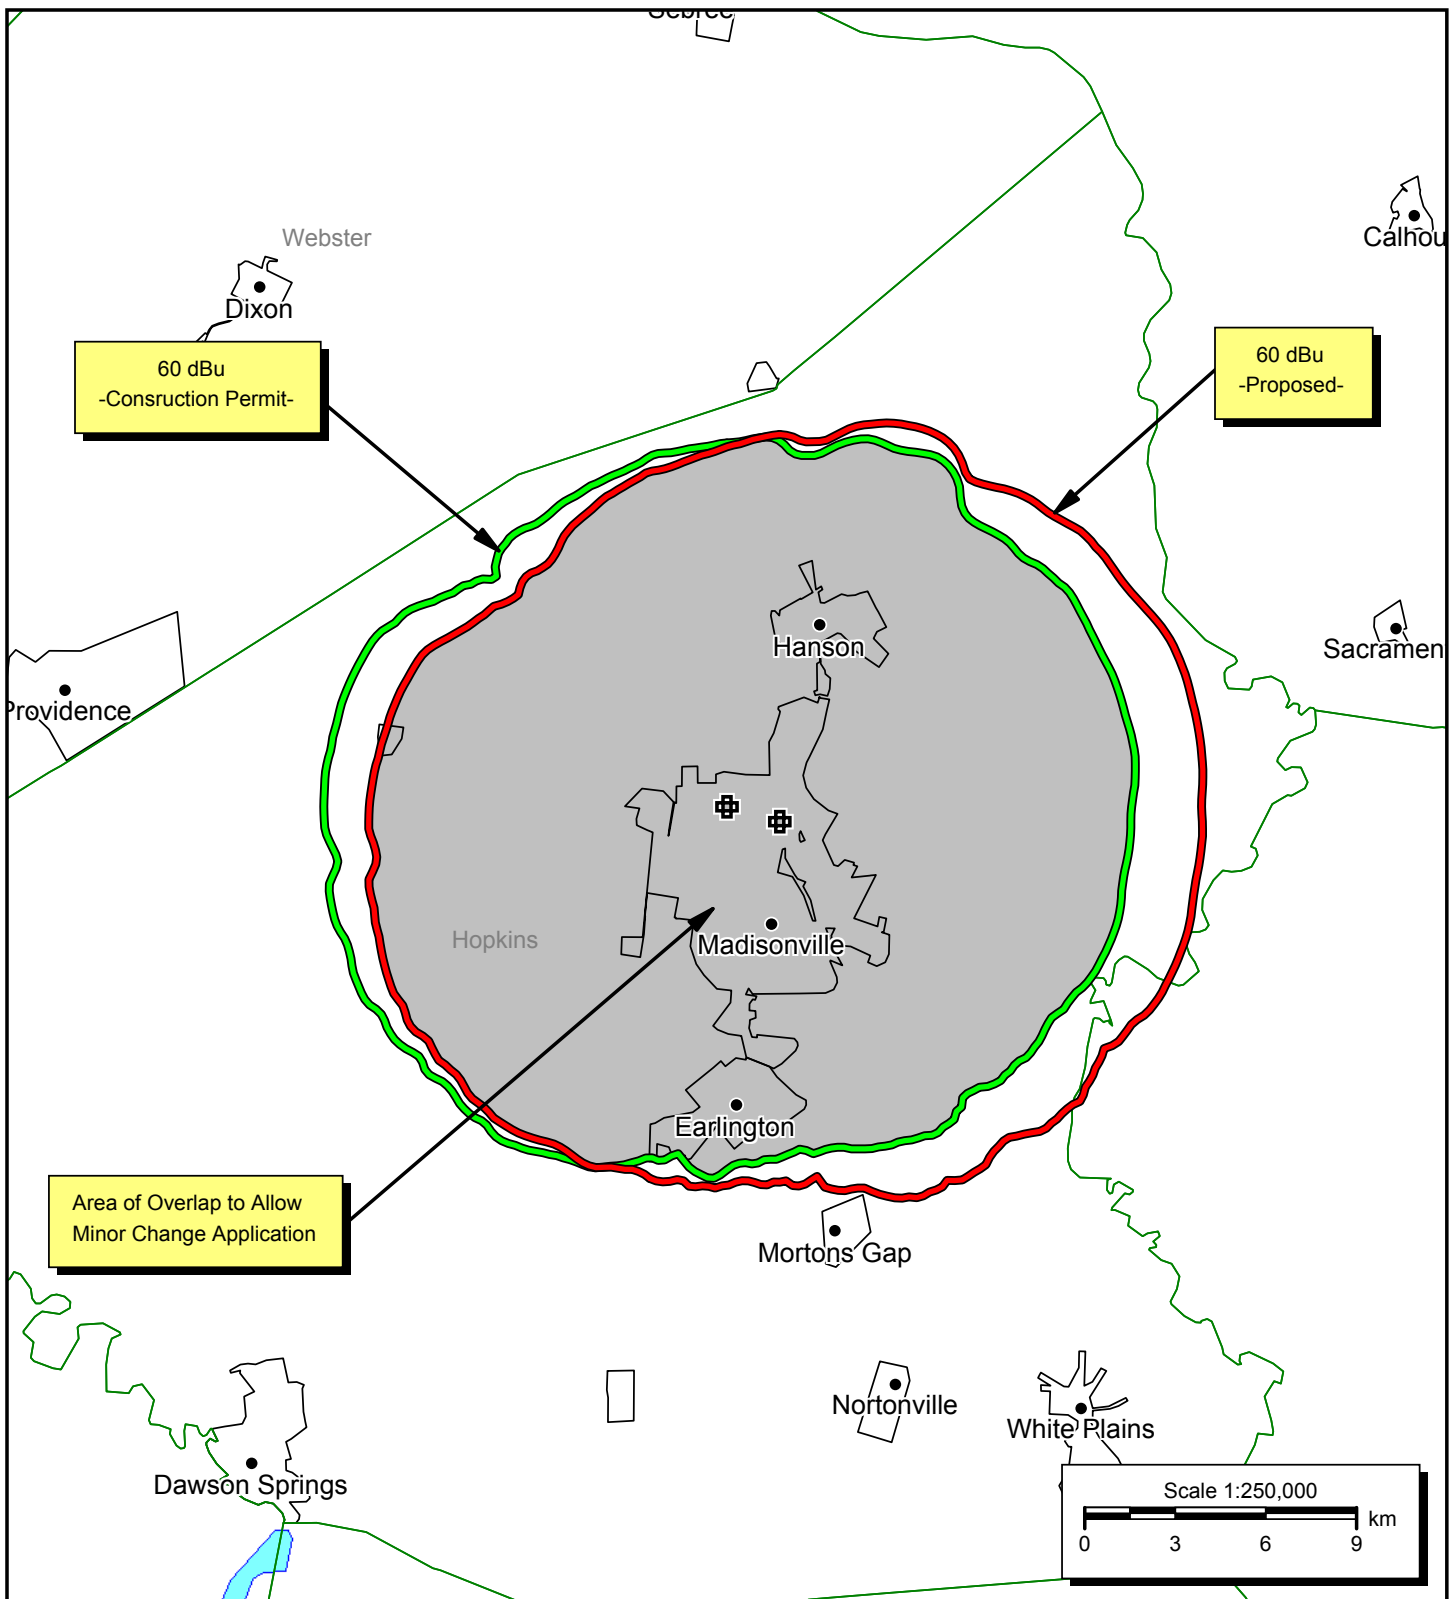 Sebree
Webster
Calhou
Dixon
60 dBu
-Consruction Permit-
60 dBu
-Proposed-
Hanson
Sacramen
Providence
Hopkins
Madisonville
Earlington
Area of Overlap to Allow
Minor Change Application
Mortons Gap
Nortonville
White Plains
Dawson Springs
Scale 1:250,000
km
0 3 6 9